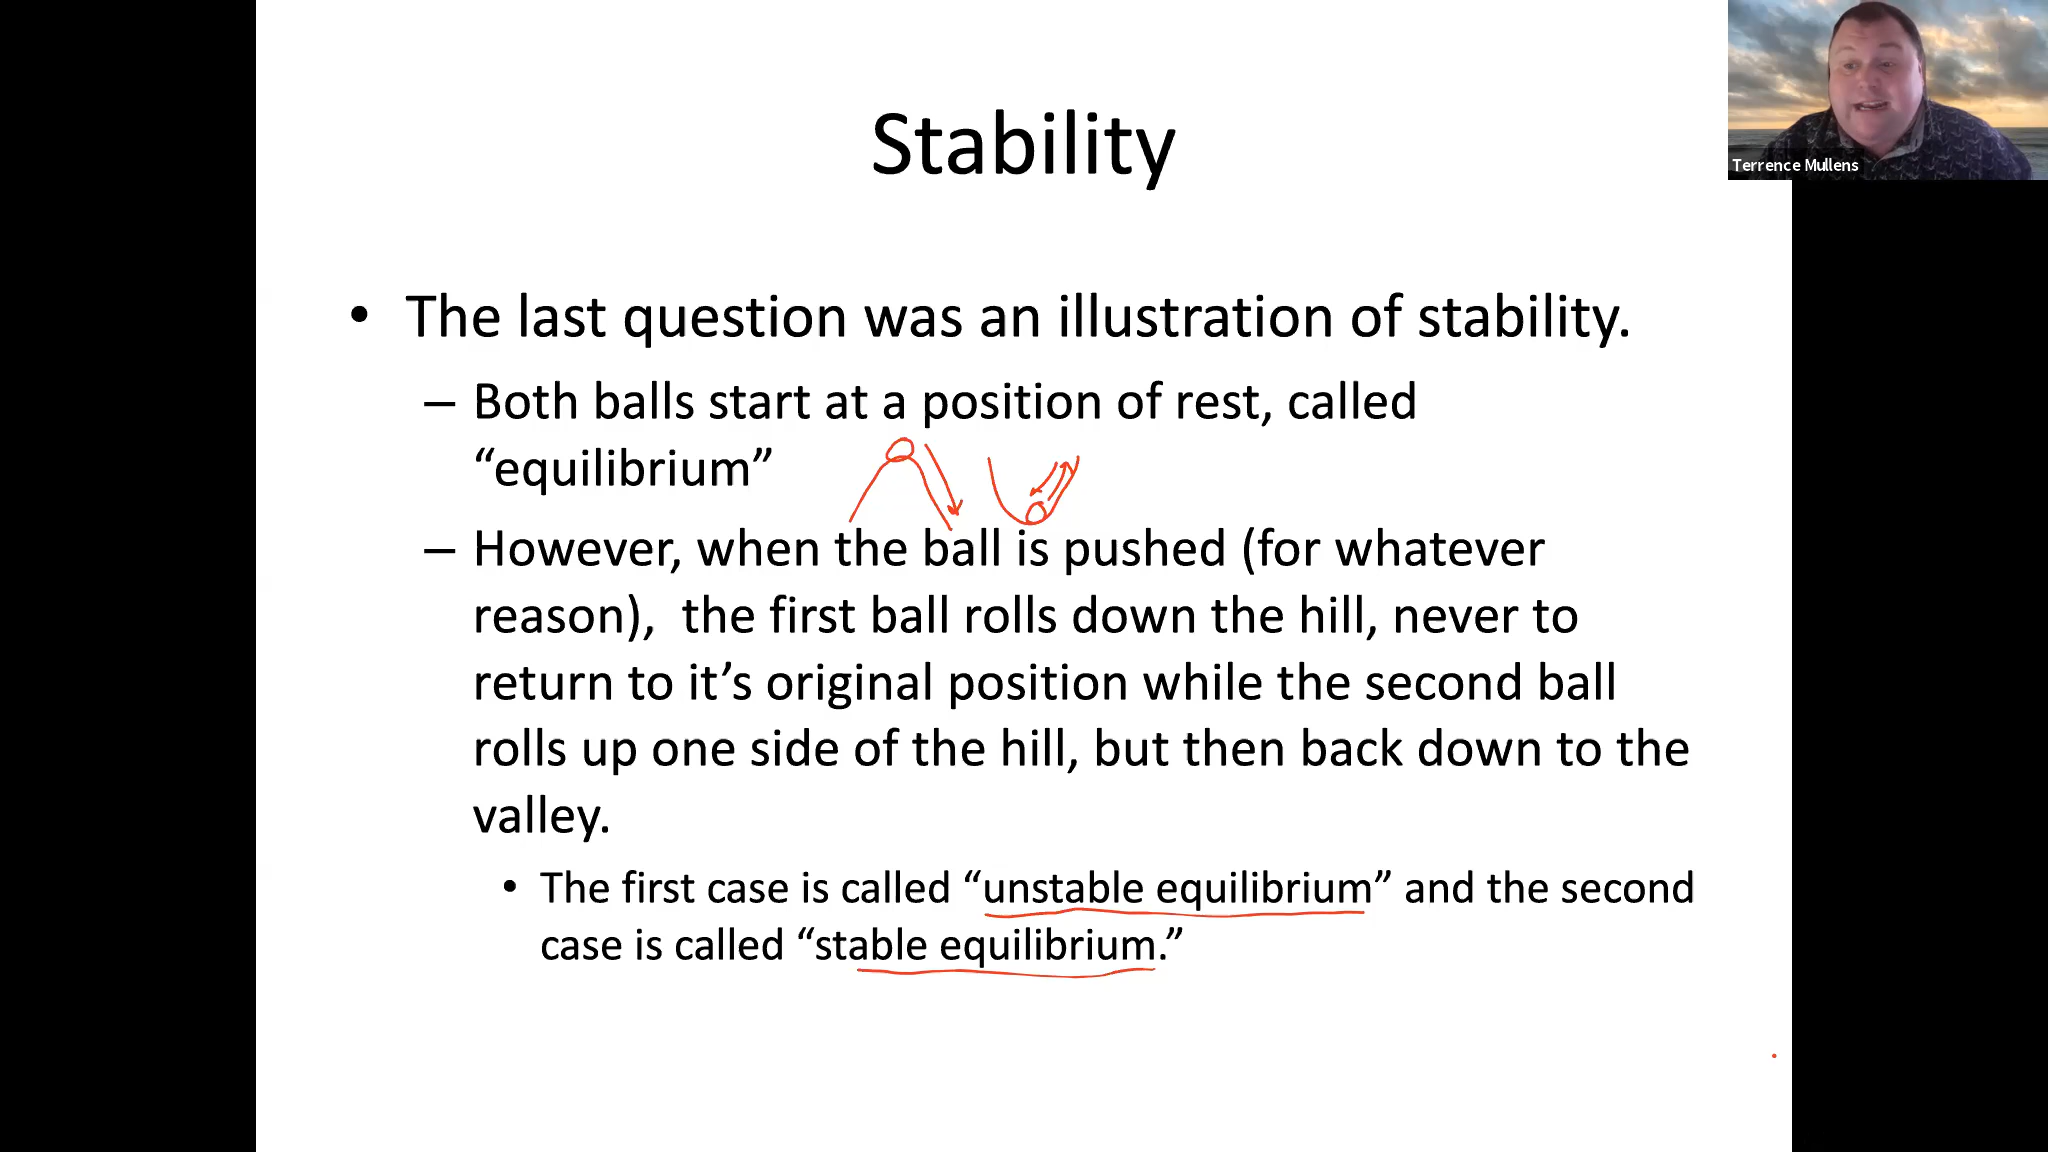 Stability
Terrence Mullens
• The last question was an illustration of stability.
– Both balls start at a position of rest, called
“equilibrium”
– However, when the ball is pushed (for whatever
reason),  the first ball rolls down the hill, never to
return to it’s original position while the second ball
rolls up one side of the hill, but then back down to the
valley.
• The first case is called “unstable equilibrium” and the second
case is called “stable equilibrium.”